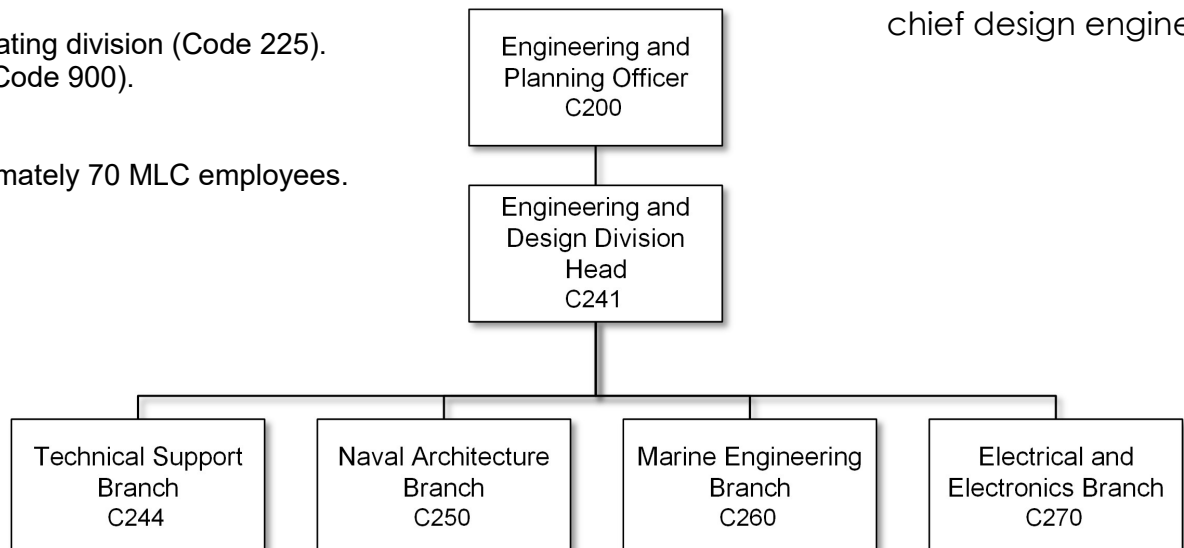 ating division (Code 225).
Code 900).
mately 70 MLC employees.
chief design engine
Engineering and
Planning Officer
C200
Engineering and
Design Division
Head
C241
Technical Support
Branch
C244
Naval Architecture
Branch
C250
Marine Engineering
Branch
C260
Electrical and
Electronics Branch
C270